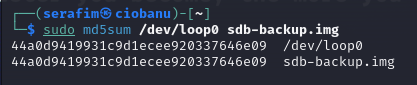 (serafim㉿ciobanu)-[~]
$ sudo md5sum /dev/loop0 sdb-backup.img
44a0d9419931c9d1ecee920337646e09  /dev/loop0
44a0d9419931c9d1ecee920337646e09  sdb-backup.img